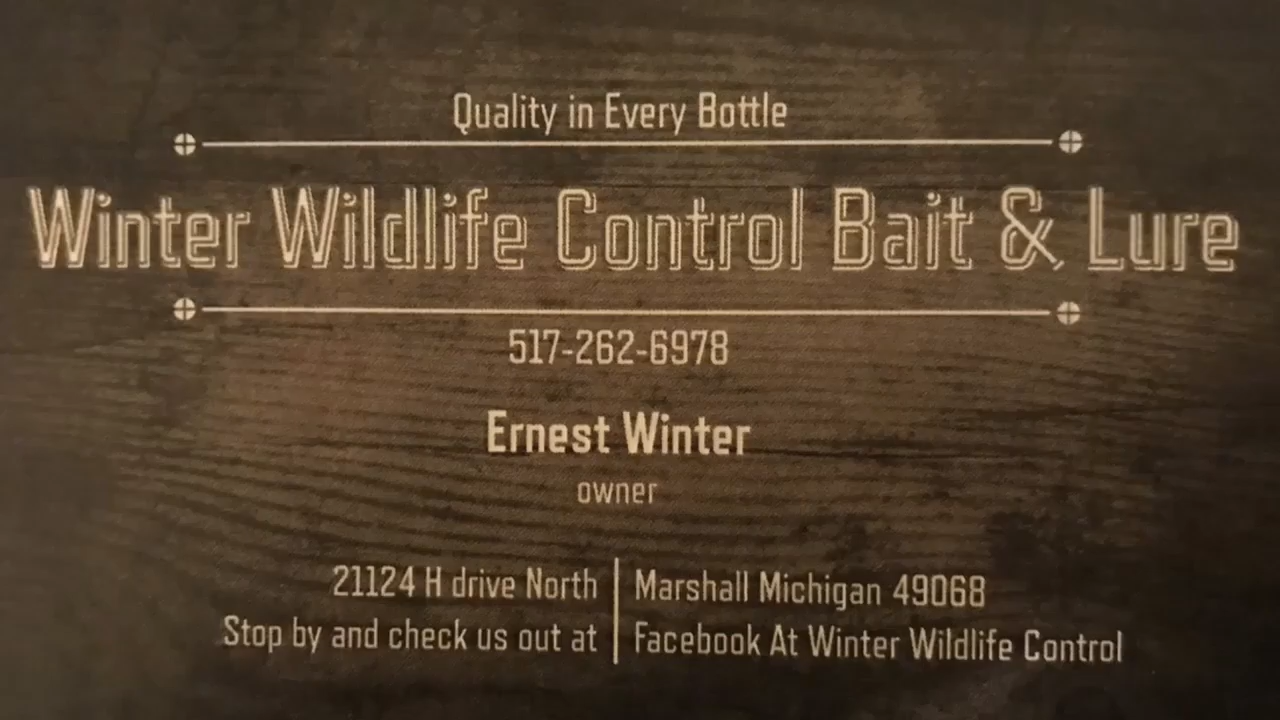 Quality in Every Bottle
Winter Wildlife Control Bait & Lure
517-262-6978
Ernest Winter
owner
21124 H drive North | Marshall Michigan 49068
Stop by and check us out at | Facebook At Winter Wildlife Control